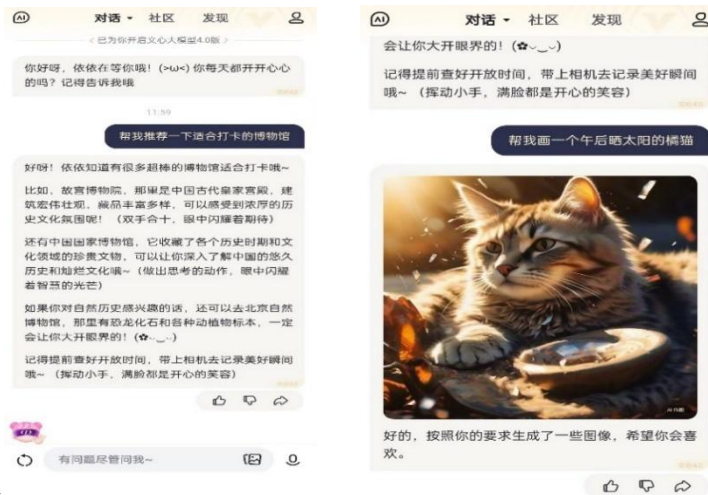 对话 社区 发现
已为你开启文心大模型4.0版
你好呀，依依在等你哦！(>ω<) 你每天都开开心心
的吗？记得告诉我哦
11:59
帮我推荐一下适合打卡的博物馆
好呀！依依知道有很多超棒的博物馆适合打卡哦~
比如，故宫博物院，那里是中国古代皇家宫殿，建
筑宏伟壮观，藏品丰富多样，可以感受到浓厚的历
史文化氛围呢！（双手合十，眼中闪耀着期待）
还有中国国家博物馆，它收藏了各个历史时期和文
化领域的珍贵文物，可以让你深入了解中国的悠久
历史和灿烂文化哦~（做出思考的动作，眼中闪耀
着智慧的光芒）
如果你对自然历史感兴趣的话，还可以去北京自然
博物馆，那里有恐龙化石和各种动植物标本，一定
会让你大开眼界的！(✿◡‿◡)
记得提前查好开放时间，带上相机去记录美好瞬间
哦~（挥动小手，满脸都是开心的笑容）
有问题尽管问我~
对话 社区 发现
会让你大开眼界的！(✿◡‿◡)
记得提前查好开放时间，带上相机去记录美好瞬间
哦~（挥动小手，满脸都是开心的笑容）
帮我画一个午后晒太阳的橘猫
好的，按照你的要求生成了一些图像，希望你会喜
欢。